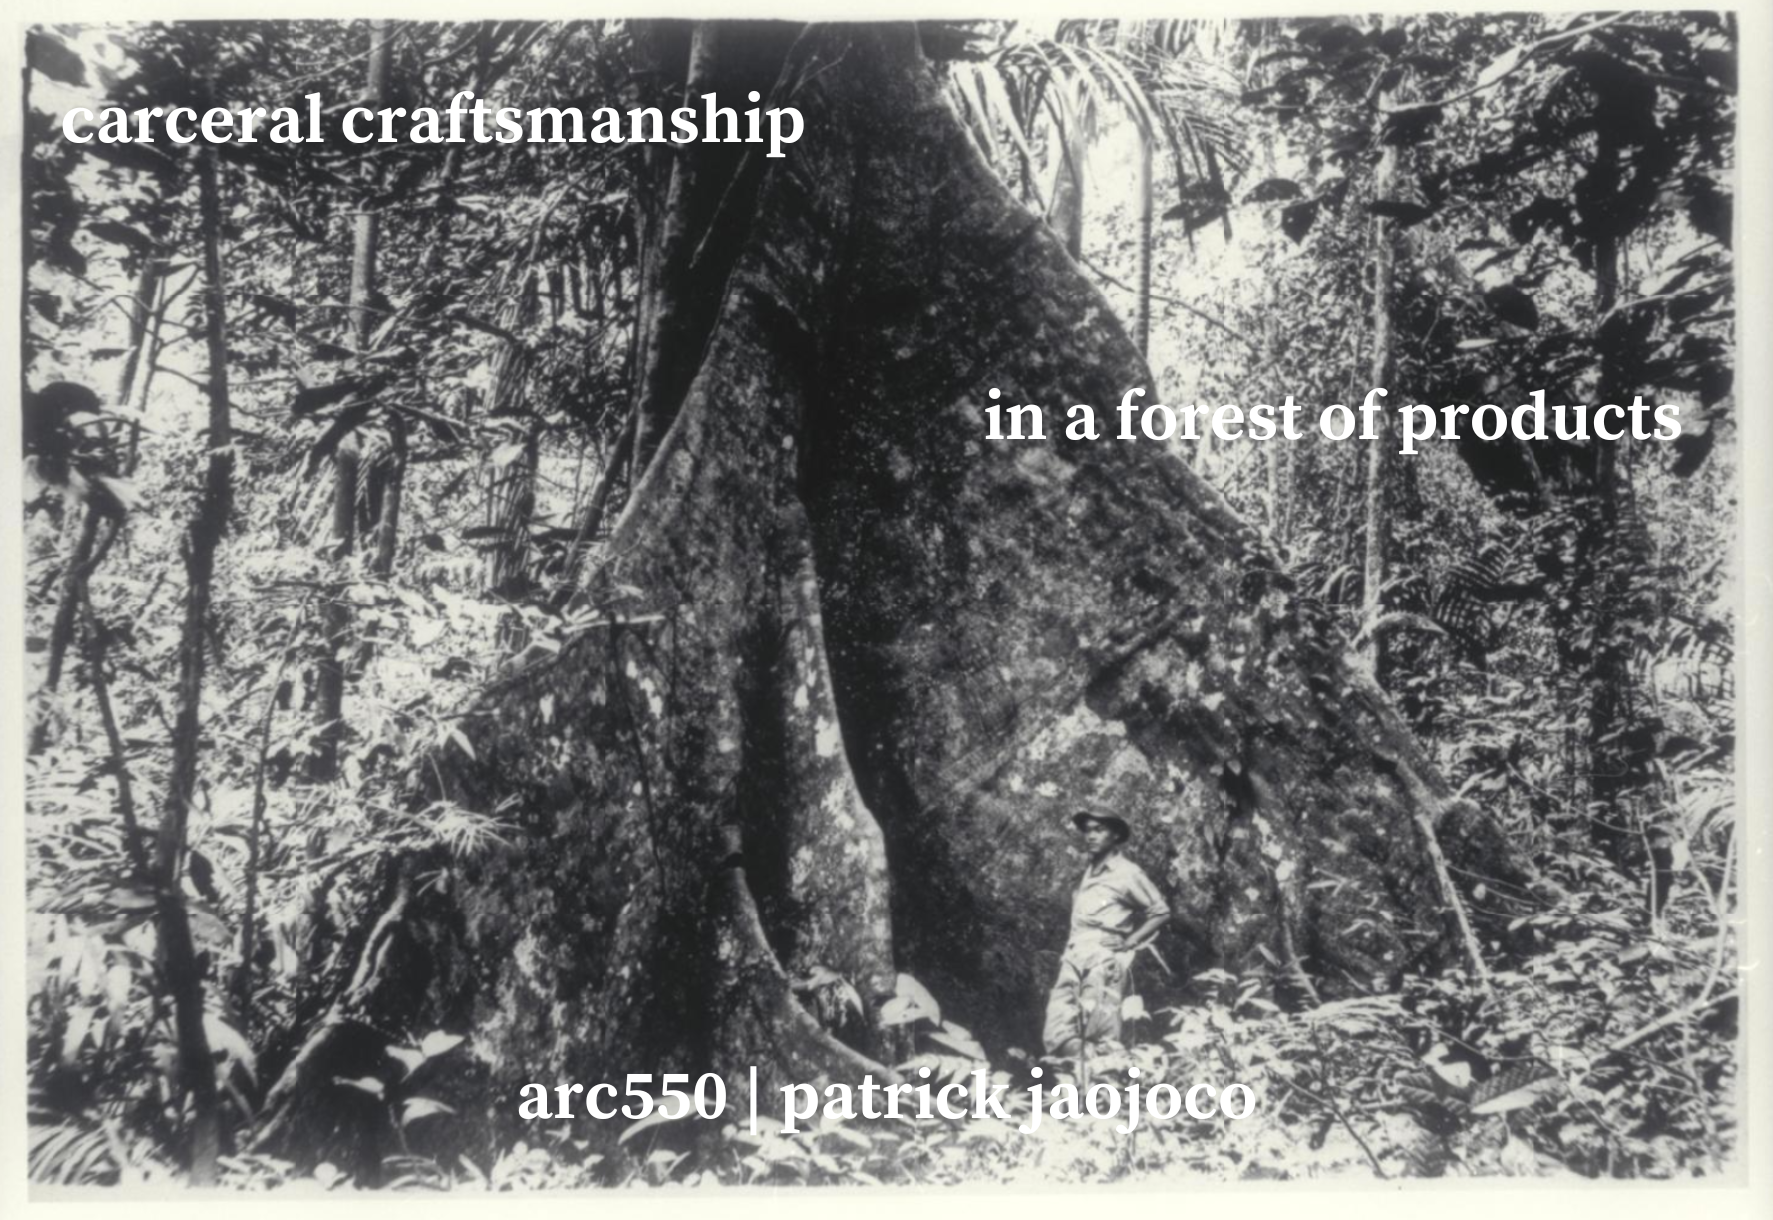 carceral craftsmanship
in a forest of products
arc550 | patrick jaojoco